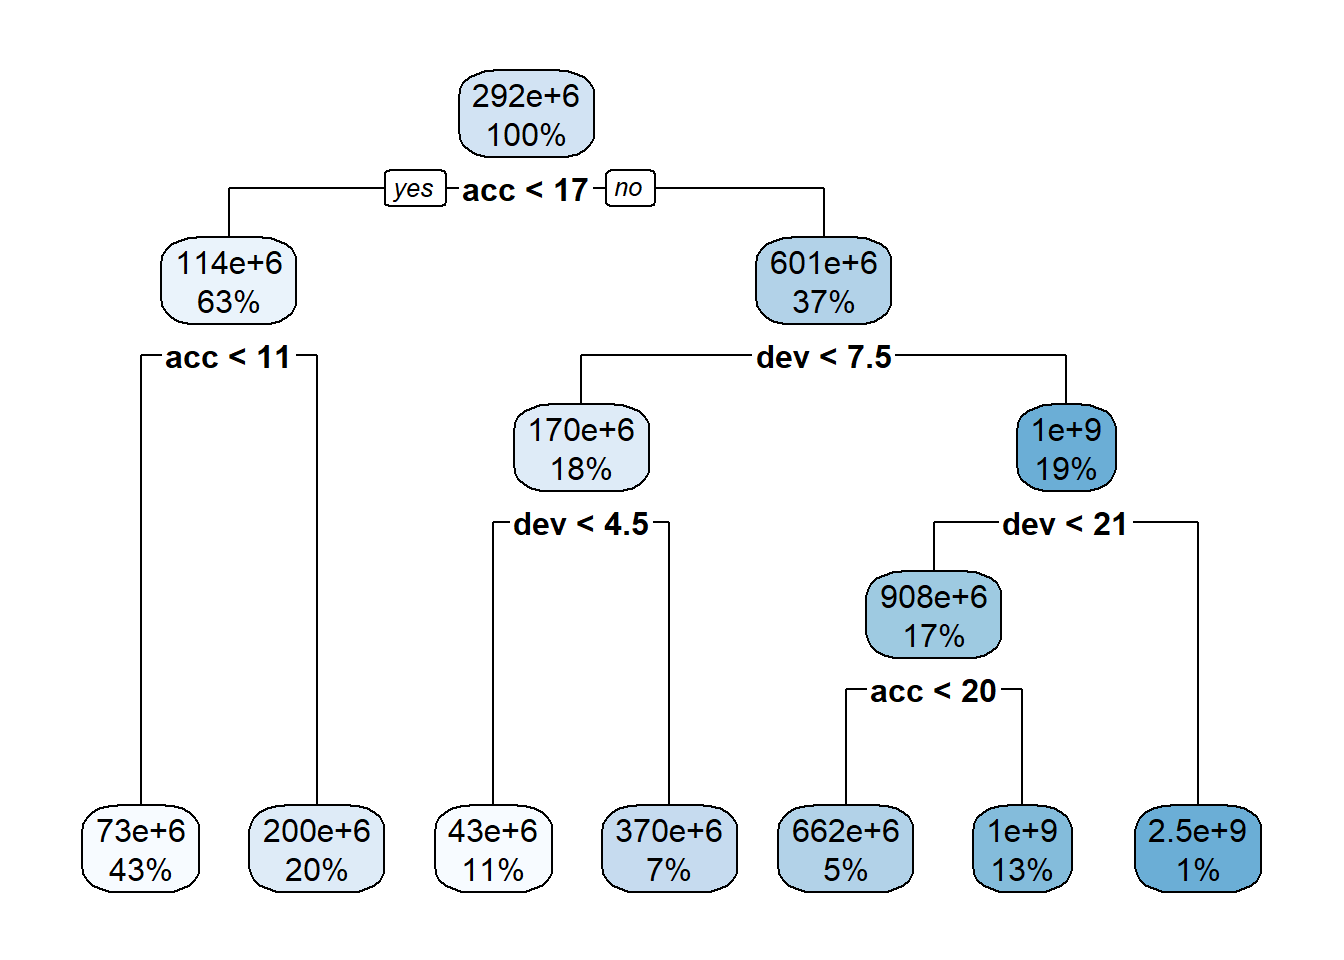 292e+6
100%
yes
acc < 17
no
114e+6
63%
601e+6
37%
acc < 11
dev < 7.5
170e+6
18%
1e+9
19%
dev < 4.5
dev < 21
908e+6
17%
acc < 20
73e+6
43%
200e+6
20%
43e+6
11%
370e+6
7%
662e+6
5%
1e+9
13%
2.5e+9
1%